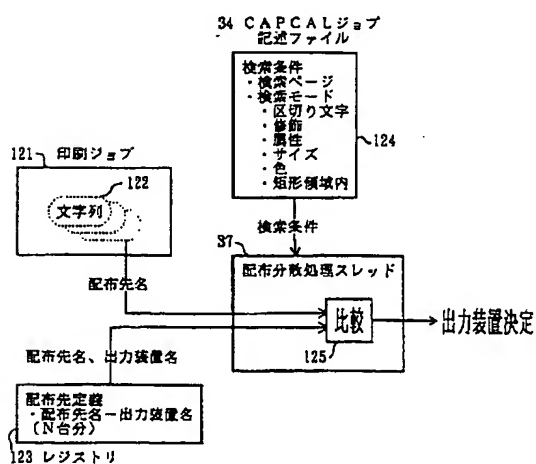 34 CAPCALジョブ
記述ファイル
検索条件
・検索ページ
・検索モード
・区切り文字
・修飾
・属性
・サイズ
・色
・矩形領域内
124
121 印刷ジョブ
122
文字列
検索条件
37
配布先名
配布分散処理スレッド
比較
125
出力装置決定
配布先名、出力装置名
配布先定義
・配布先名－出力装置名
(N台分)
123 レジストリ